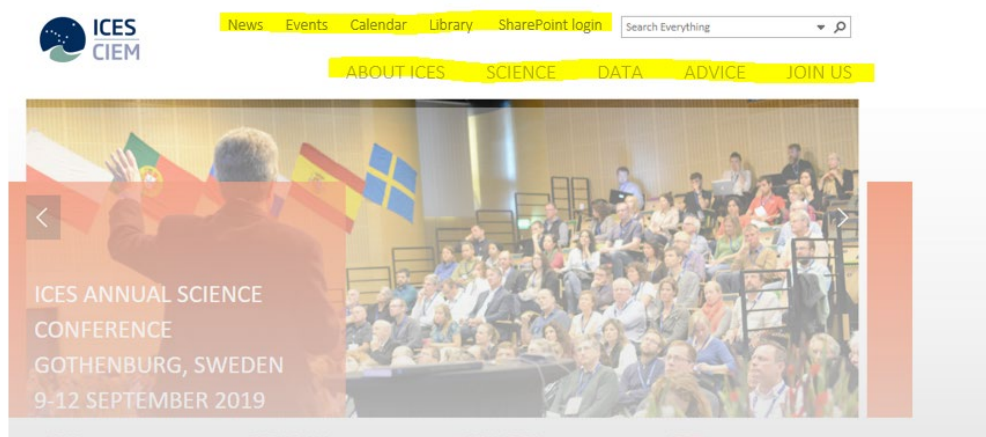 ICES
CIEM
News Events Calendar Library SharePoint login
Search Everything
ABOUT ICES SCIENCE DATA ADVICE JOIN US
ICES ANNUAL SCIENCE
CONFERENCE
GOTHENBURG, SWEDEN
9-12 SEPTEMBER 2019